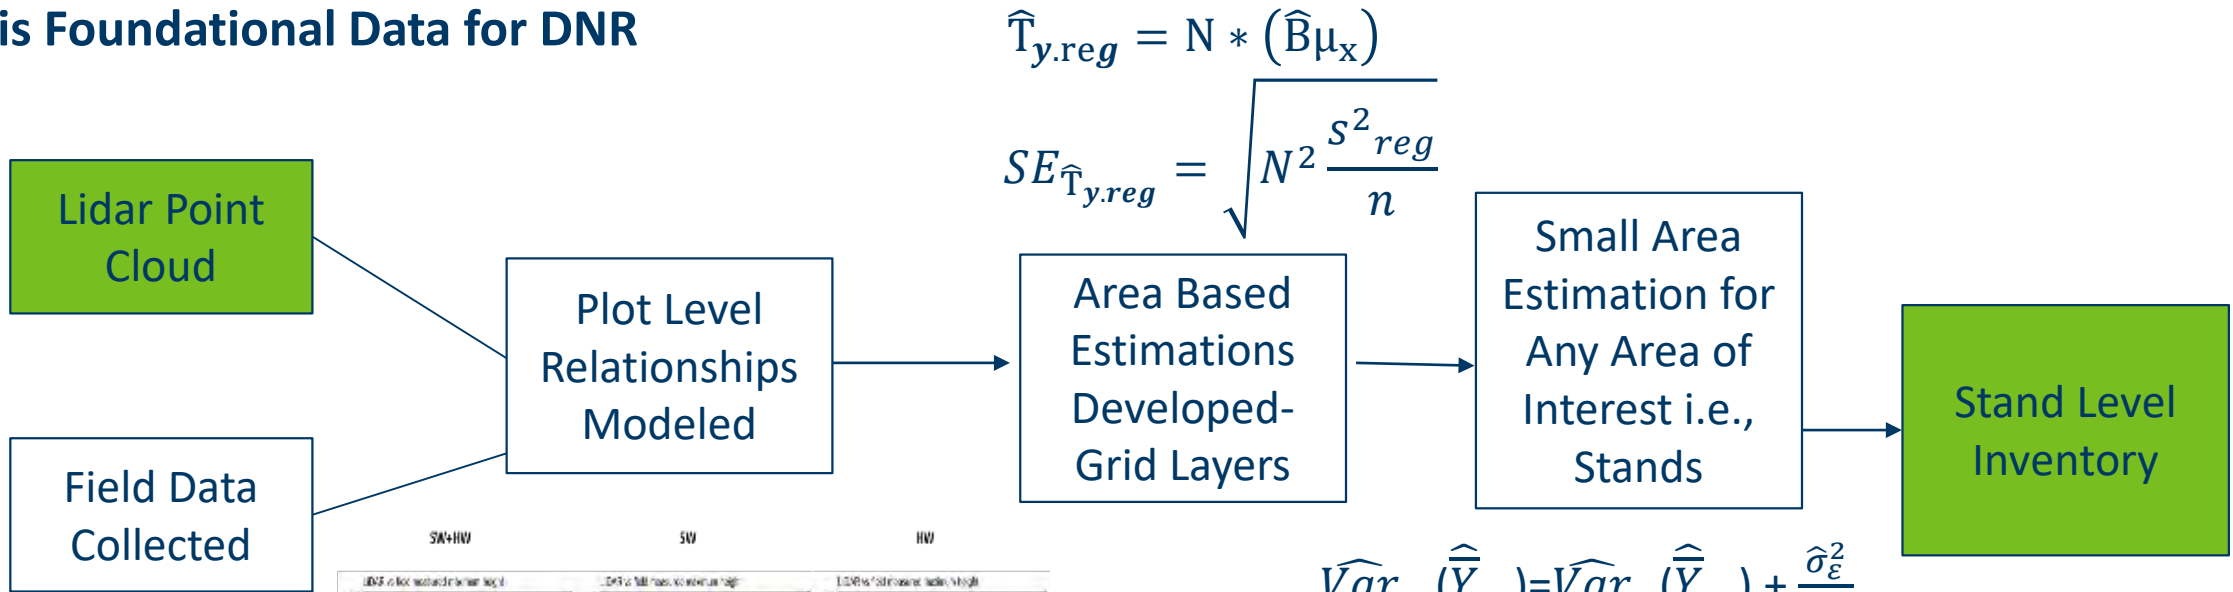 is Foundational Data for DNR
T̂y.reg = N ∗ (B̂μx)
SE T̂y.reg = √(N² s²reg / n)
Lidar Point
Cloud
Field Data
Collected
Plot Level
Relationships
Modeled
Area Based
Estimations
Developed-
Grid Layers
Small Area
Estimation for
Any Area of
Interest i.e.,
Stands
Stand Level
Inventory
SW+HW
SW
HW